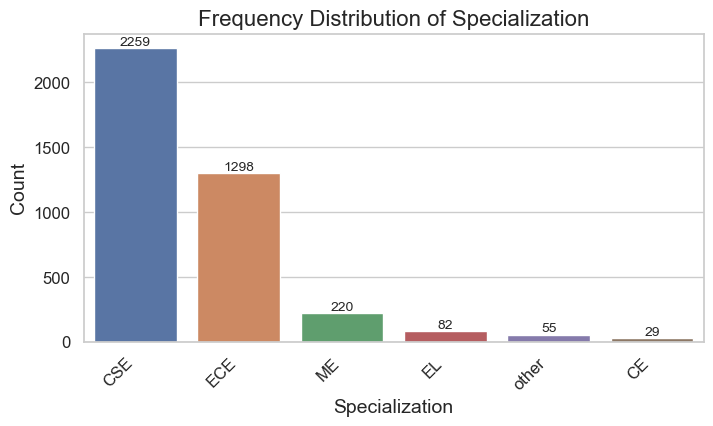 Frequency Distribution of Specialization
2259
2000
1500
1298
1000
500
220
82
55
29
0
Count
CSE
ECE
ME
EL
other
CE
Specialization